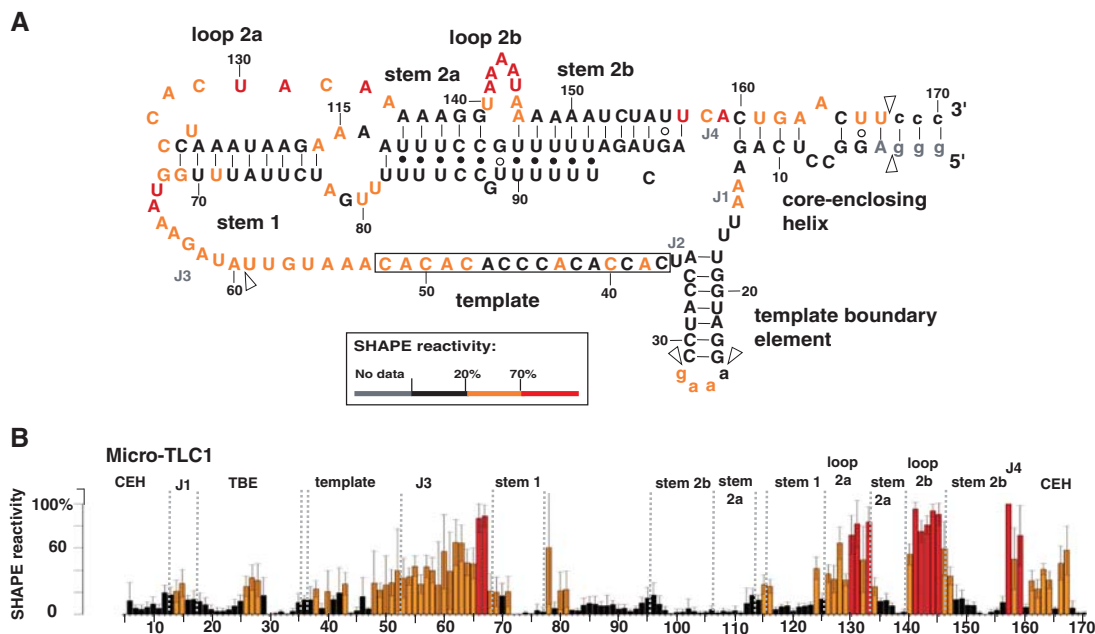 A
loop 2a
130
loop 2b
stem 2a
stem 2b
115
140
150
160
170
C A C U A C A A
A A A G G U A A A A U A A A A A A U C U A U U C A C U G A A C U U c c c 3'
J4
C C U C A A A U A A G A A A
A U U U C C G U U U U U A G A U G A
G A C A C U C C G G A g g g 5'
10
G G U U U A U U C U A G U U
U U U C C G U U U U U U C
70
80
90
U A A A G A U A
stem 1
J3
J1
A A U U
core-enclosing
helix
60
U U G U A A A C A C A C A C C C A C A C C A C U
J2
50
40
template
A C C A U C C
U G G U A G G
20
30
g a a a
template boundary
element
SHAPE reactivity:
No data
20%
70%
B
Micro-TLC1
CEH
J1
TBE
template
J3
stem 1
stem 2b
stem 2a
stem 1
loop 2a
stem 2a
loop 2b
stem 2b
J4
CEH
SHAPE reactivity
100%
60
0
10 20 30 40 50 60 70 80 90 100 110 120 130 140 150 160 170